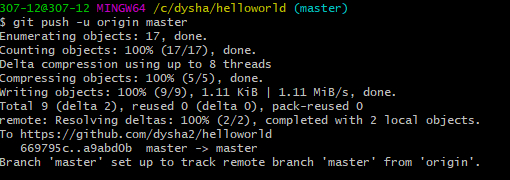 307-12@307-12 MINGW64 /c/dysha/helloworld (master)
$ git push -u origin master
Enumerating objects: 17, done.
Counting objects: 100% (17/17), done.
Delta compression using up to 8 threads
Compressing objects: 100% (5/5), done.
Writing objects: 100% (9/9), 1.11 KiB | 1.11 MiB/s, done.
Total 9 (delta 2), reused 0 (delta 0), pack-reused 0
remote: Resolving deltas: 100% (2/2), completed with 2 local objects.
To https://github.com/dysha2/helloworld
   669795c..a9abd0b  master -> master
Branch 'master' set up to track remote branch 'master' from 'origin'.